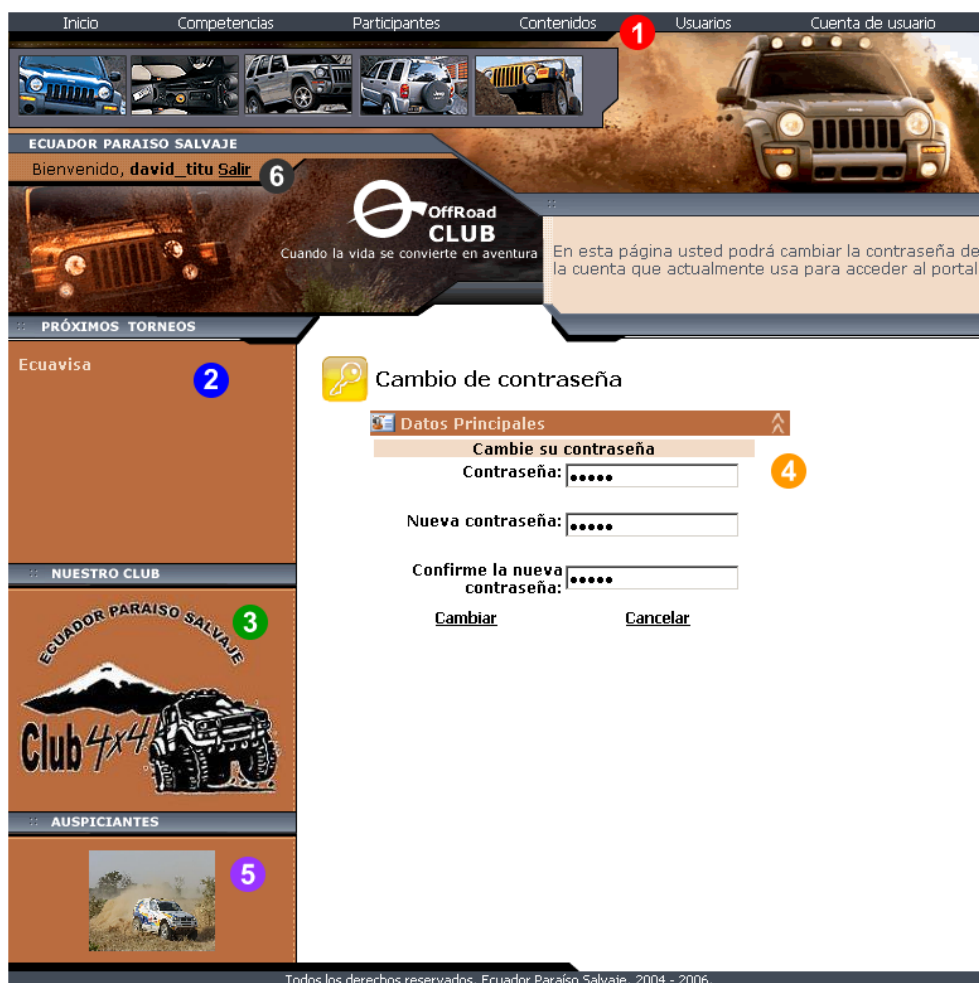 Inicio Competencias Participantes Contenidos 1 Usuarios Cuenta de usuario
ECUADOR PARAISO SALVAJE
Bienvenido, david_titu Salir 6
OffRoad
CLUB
Cuando la vida se convierte en aventura
En esta página usted podrá cambiar la contraseña de
la cuenta que actualmente usa para acceder al portal
PRÓXIMOS TORNEOS
Ecuavisa
2
Cambio de contraseña
Datos Principales
Cambie su contraseña
4
Contraseña: •••••
Nueva contraseña: •••••
Confirme la nueva
contraseña: •••••
Cambiar Cancelar
NUESTRO CLUB
ECUADOR PARAISO SALVAJE
3
Club 4x4
AUSPICIANTES
5
Todos los derechos reservados. Ecuador Paraíso Salvaje. 2004 - 2006.